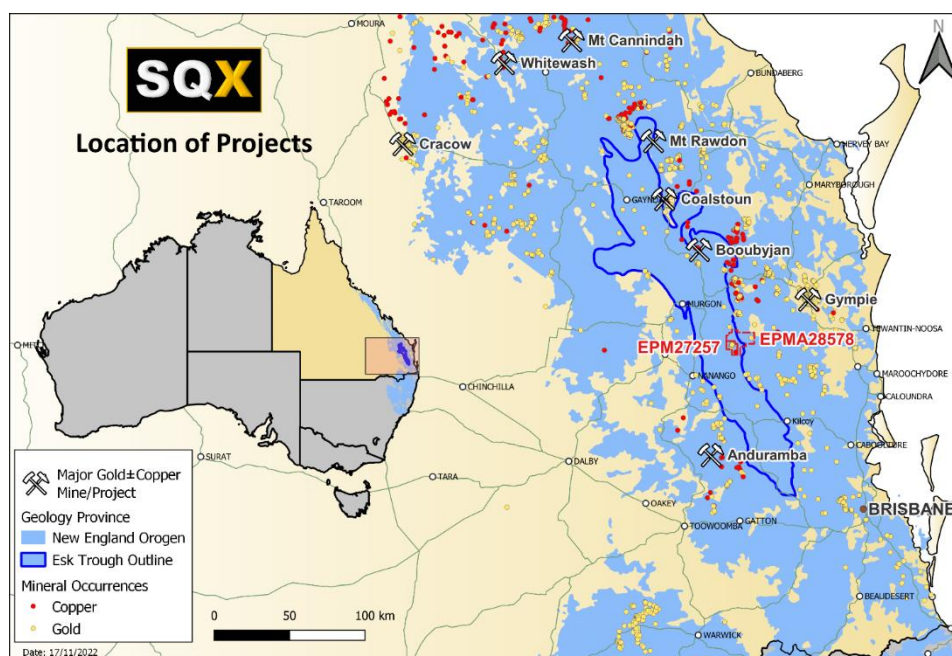 SQX
Location of Projects
MOURA
Mt Cannindah
Whitewash
BUNDABERG
Cracow
Mt Rawdon
HERVEY BAY
MARYBOROUGH
TAROOM
GAYND
Coalstoun
Booubyjan
Gympie
MURGON
TEWANTIN-NOOSA
EPM27257
EPMA28578
NANANGO
MAROOCHYDORE
CALOUNDRA
CHINCHILLA
Kilcoy
CABOOLTURE
SURAT
TARA
DALBY
Anduramba
OAKEY
TOOWOOMBA
GATTON
BRISBANE
BEAUDESERT
WARWICK
Major Gold±Copper
Mine/Project
Geology Province
New England Orogen
Esk Trough Outline
Mineral Occurrences
Copper
Gold
0 50 100 km
Date: 17/11/2022